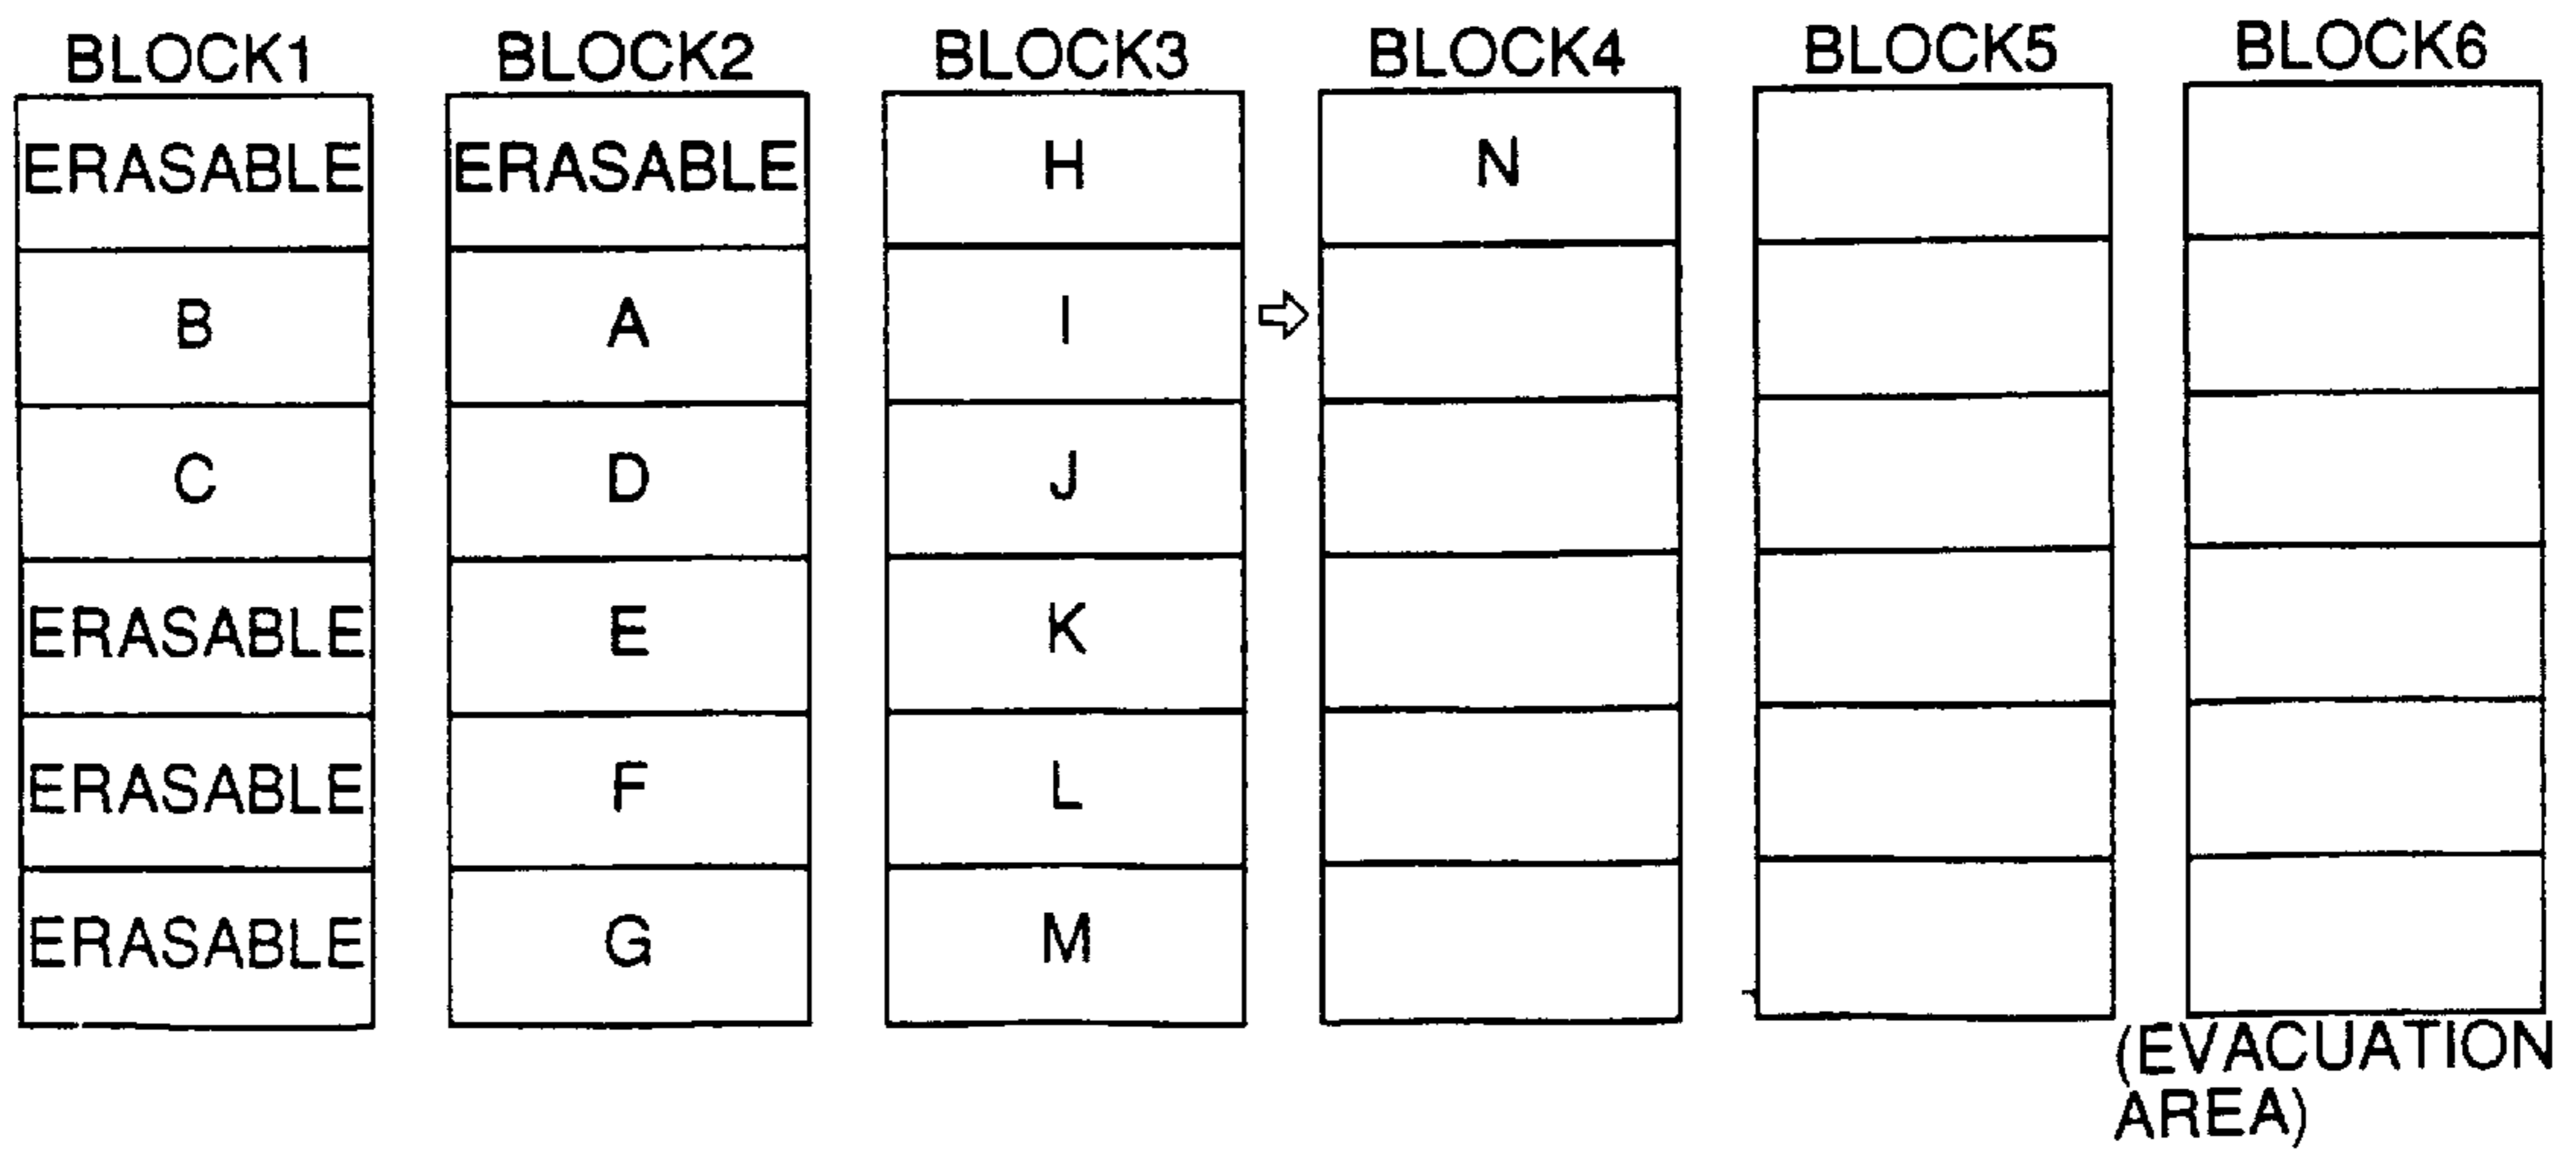 BLOCK1 BLOCK2 BLOCK3 BLOCK4 BLOCK5 BLOCK6
ERASABLE ERASABLE H N
B A I
C D J
ERASABLE E K
ERASABLE F L
ERASABLE G M
(EVACUATION
AREA)